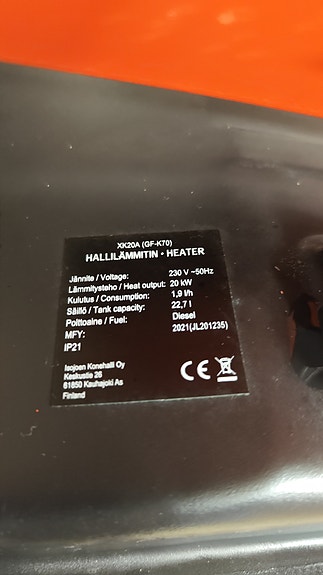 XK20A (GF-K70)
HALLILÄMMITIN • HEATER
Jännite / Voltage: 230 V ~50Hz
Lämmitysteho / Heat output: 20 kW
Kulutus / Consumption: 1,9 l/h
Säiliö / Tank capacity: 22,7 l
Polttoaine / Fuel: Diesel
MFY: 2021(JL201235)
IP21
Isojoen Konehalli Oy
Keskustie 26
61850 Kauhajoki As
Finland
CE